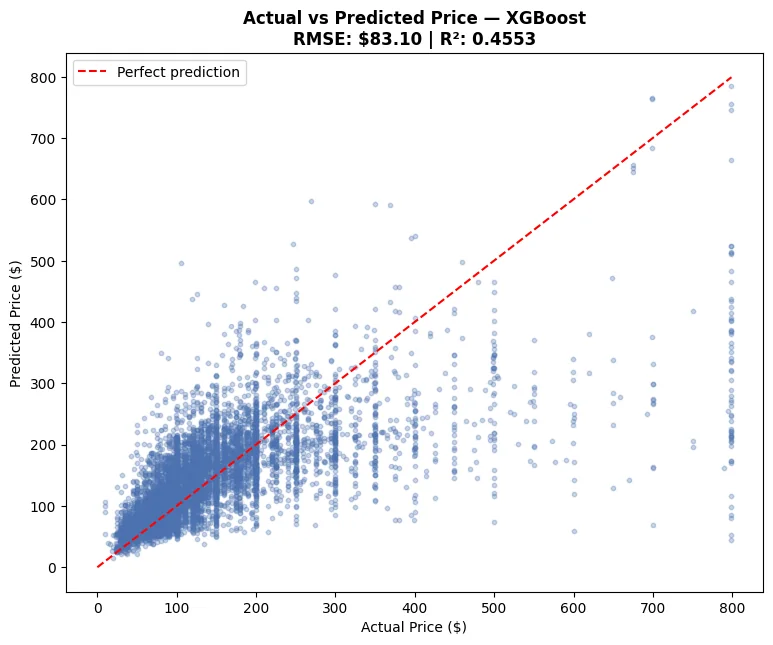 Actual vs Predicted Price — XGBoost
RMSE: $83.10 | R²: 0.4553
Perfect prediction
Predicted Price ($)
800
700
600
500
400
300
200
100
0
0 100 200 300 400 500 600 700 800
Actual Price ($)